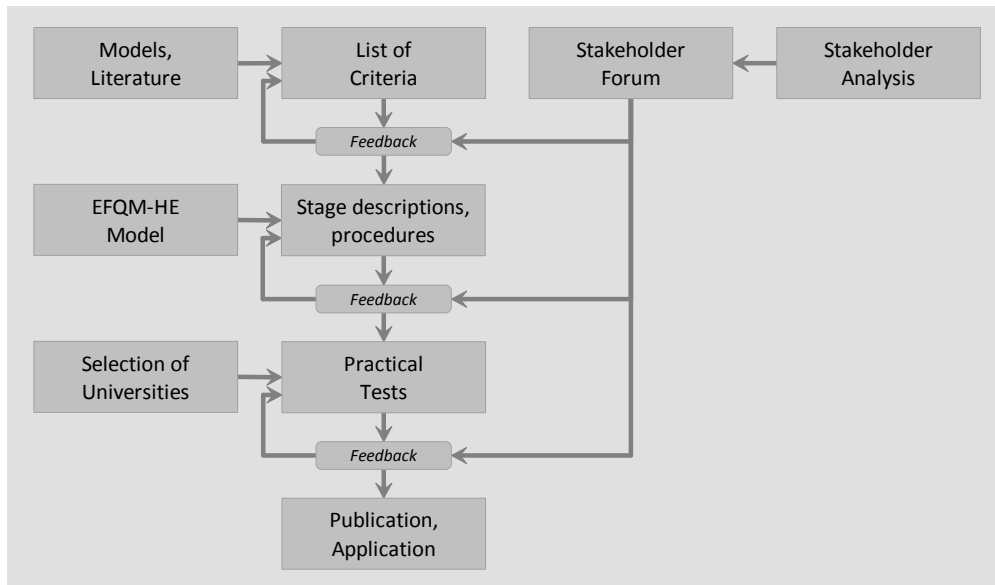 Models,
Literature
List of
Criteria
Stakeholder
Forum
Stakeholder
Analysis
Feedback
EFQM-HE
Model
Stage descriptions,
procedures
Feedback
Selection of
Universities
Practical
Tests
Feedback
Publication,
Application